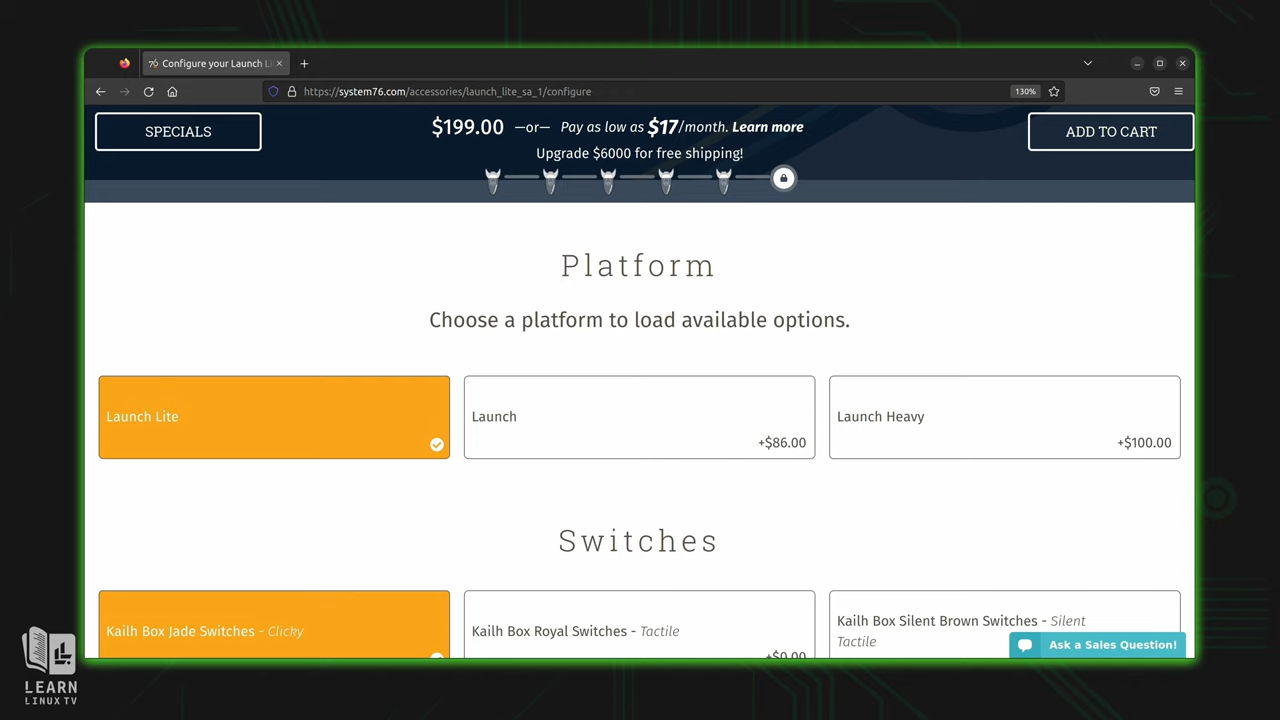 Configure your Launch Li
https://system76.com/accessories/launch_lite_sa_1/configure
130%
SPECIALS
$199.00 —or— Pay as low as $17/month. Learn more
ADD TO CART
Upgrade $6000 for free shipping!
Platform
Choose a platform to load available options.
Launch Lite
Launch
+$86.00
Launch Heavy
+$100.00
Switches
Kailh Box Jade Switches - Clicky
Kailh Box Royal Switches - Tactile
+$0.00
Kailh Box Silent Brown Switches - Silent
Tactile
Ask a Sales Question!
LEARN
LINUX TV